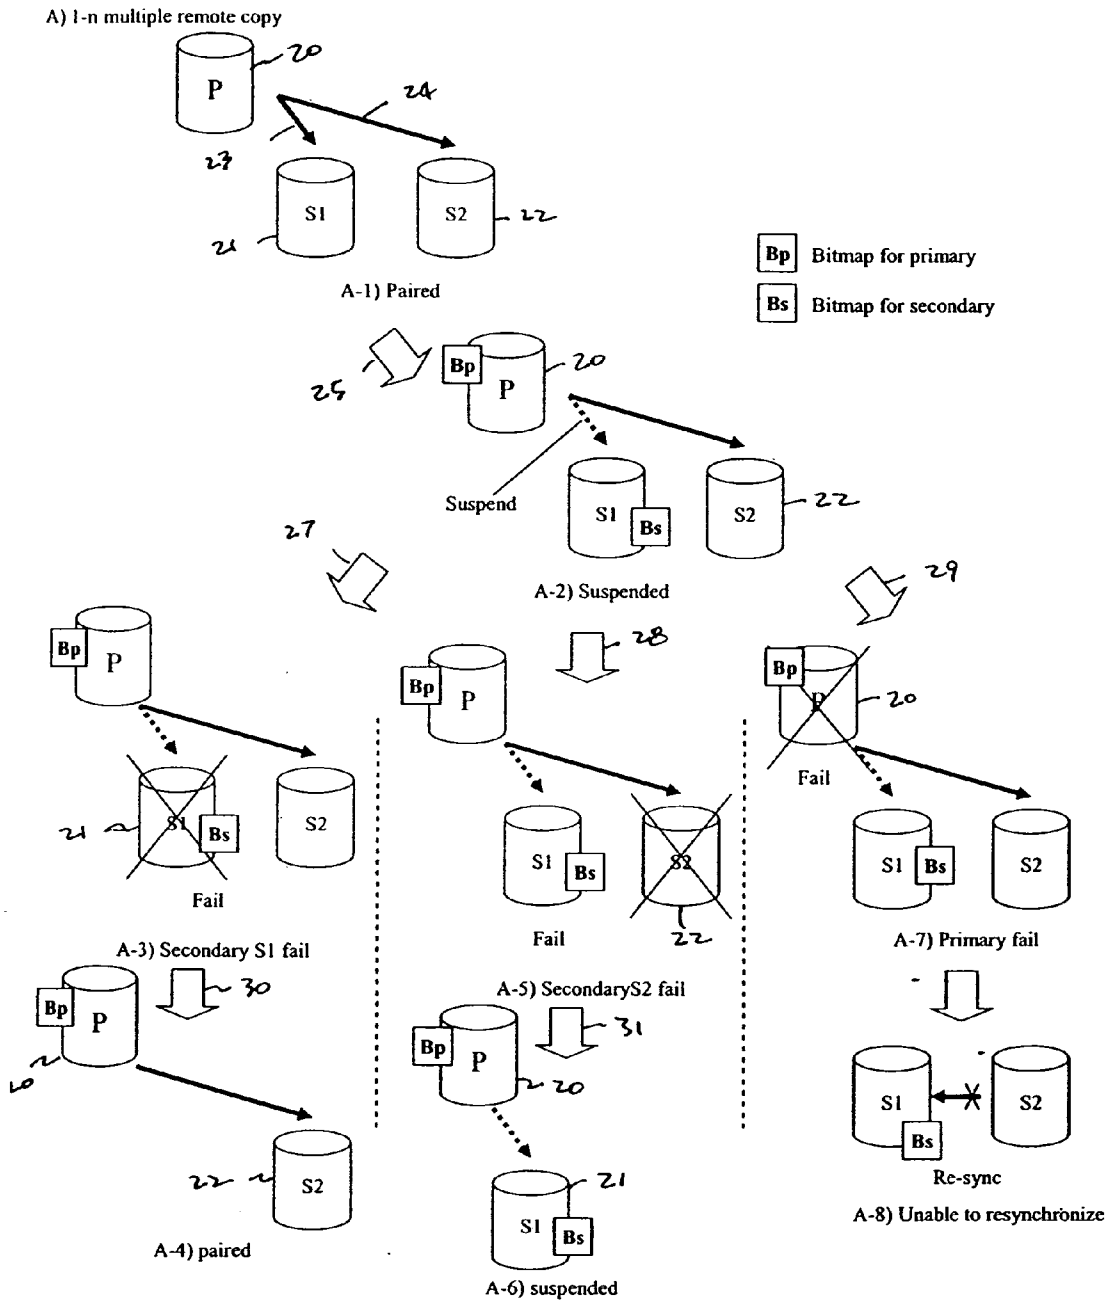 A) 1-n multiple remote copy
20
P
24
23
S1
S2
21
22
A-1) Paired
Bp Bitmap for primary
Bs Bitmap for secondary
25
Bp
P
20
Suspend
S1
Bs
S2
22
A-2) Suspended
27
28
29
Bp
P
S1
Bs
S2
21
Fail
A-3) Secondary S1 fail
Bp
P
S1
Bs
S2
22
Fail
A-5) SecondaryS2 fail
Bp
P
20
Fail
S1
Bs
S2
A-7) Primary fail
30
Bp
P
S2
22
A-4) paired
31
Bp
P
20
21
S1
Bs
A-6) suspended
S1
Bs
S2
Re-sync
A-8) Unable to resynchronize